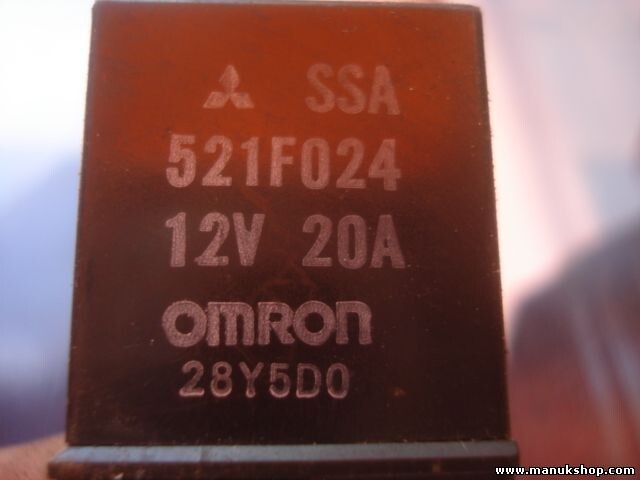 SSA
521F024
12V 20A
OMRON
28Y5D0
www.manukshop.com